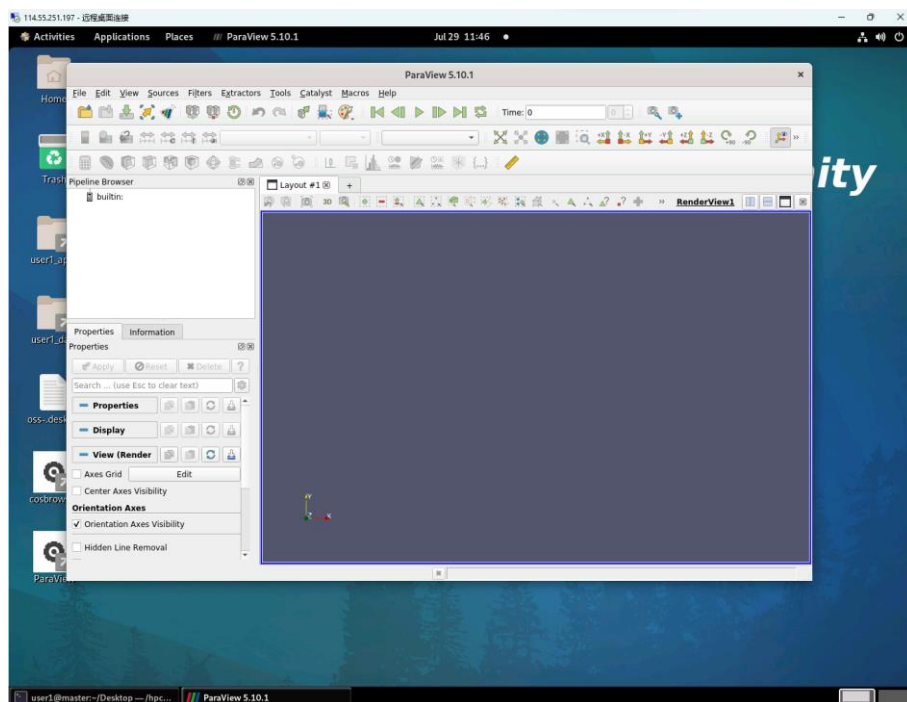 114.55.251.197 - 远程桌面连接
Activities Applications Places ParaView 5.10.1 Jul 29 11:46
ParaView 5.10.1
File Edit View Sources Filters Extractors Tools Catalyst Macros Help
Time: 0
Home
Trash
user1_ap
user1_da
oss-.desk
cosbrow
ParaVie
ity
Pipeline Browser
builtin:
Layout #1
3D
RenderView1
Properties Information
Properties
Apply Reset Delete ?
Search ... (use Esc to clear text)
Properties
Display
View (Render
Axes Grid Edit
Center Axes Visibility
Orientation Axes
Orientation Axes Visibility
Hidden Line Removal
user1@master:~/Desktop — /hpc... ParaView 5.10.1